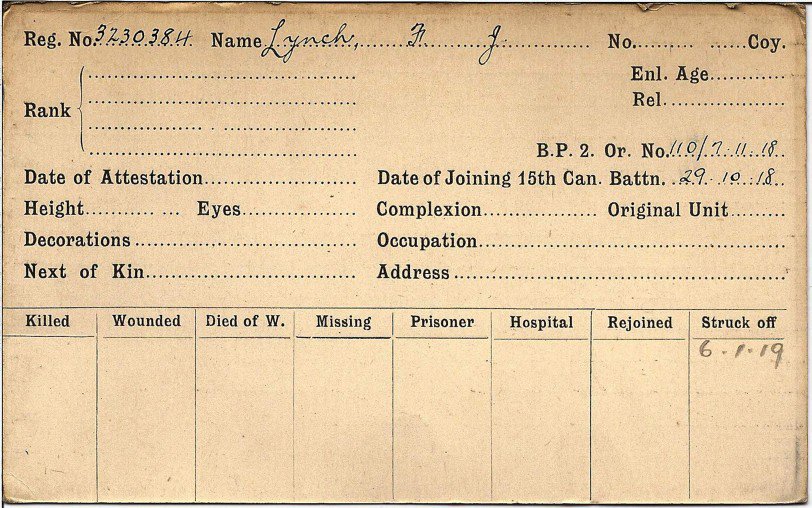 Reg. No. 3230384 Name Lynch, F. J. No. Coy.
Enl. Age
Rel.
Rank
B.P. 2. Or. No. 110/7.11.18
Date of Attestation Date of Joining 15th Can. Battn. 29.10.18
Height Eyes Complexion Original Unit
Decorations Occupation
Next of Kin Address
Killed Wounded Died of W. Missing Prisoner Hospital Rejoined Struck off
6.1.19